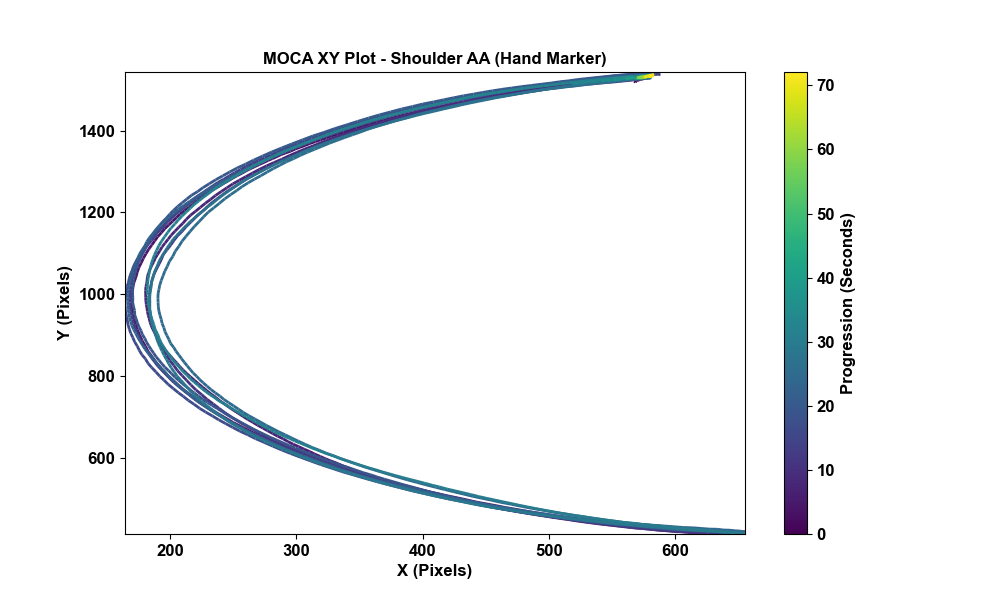 MOCA XY Plot - Shoulder AA (Hand Marker)
1400
1200
1000
800
600
Y (Pixels)
200 300 400 500 600
X (Pixels)
70
60
50
40
30
20
10
0
Progression (Seconds)